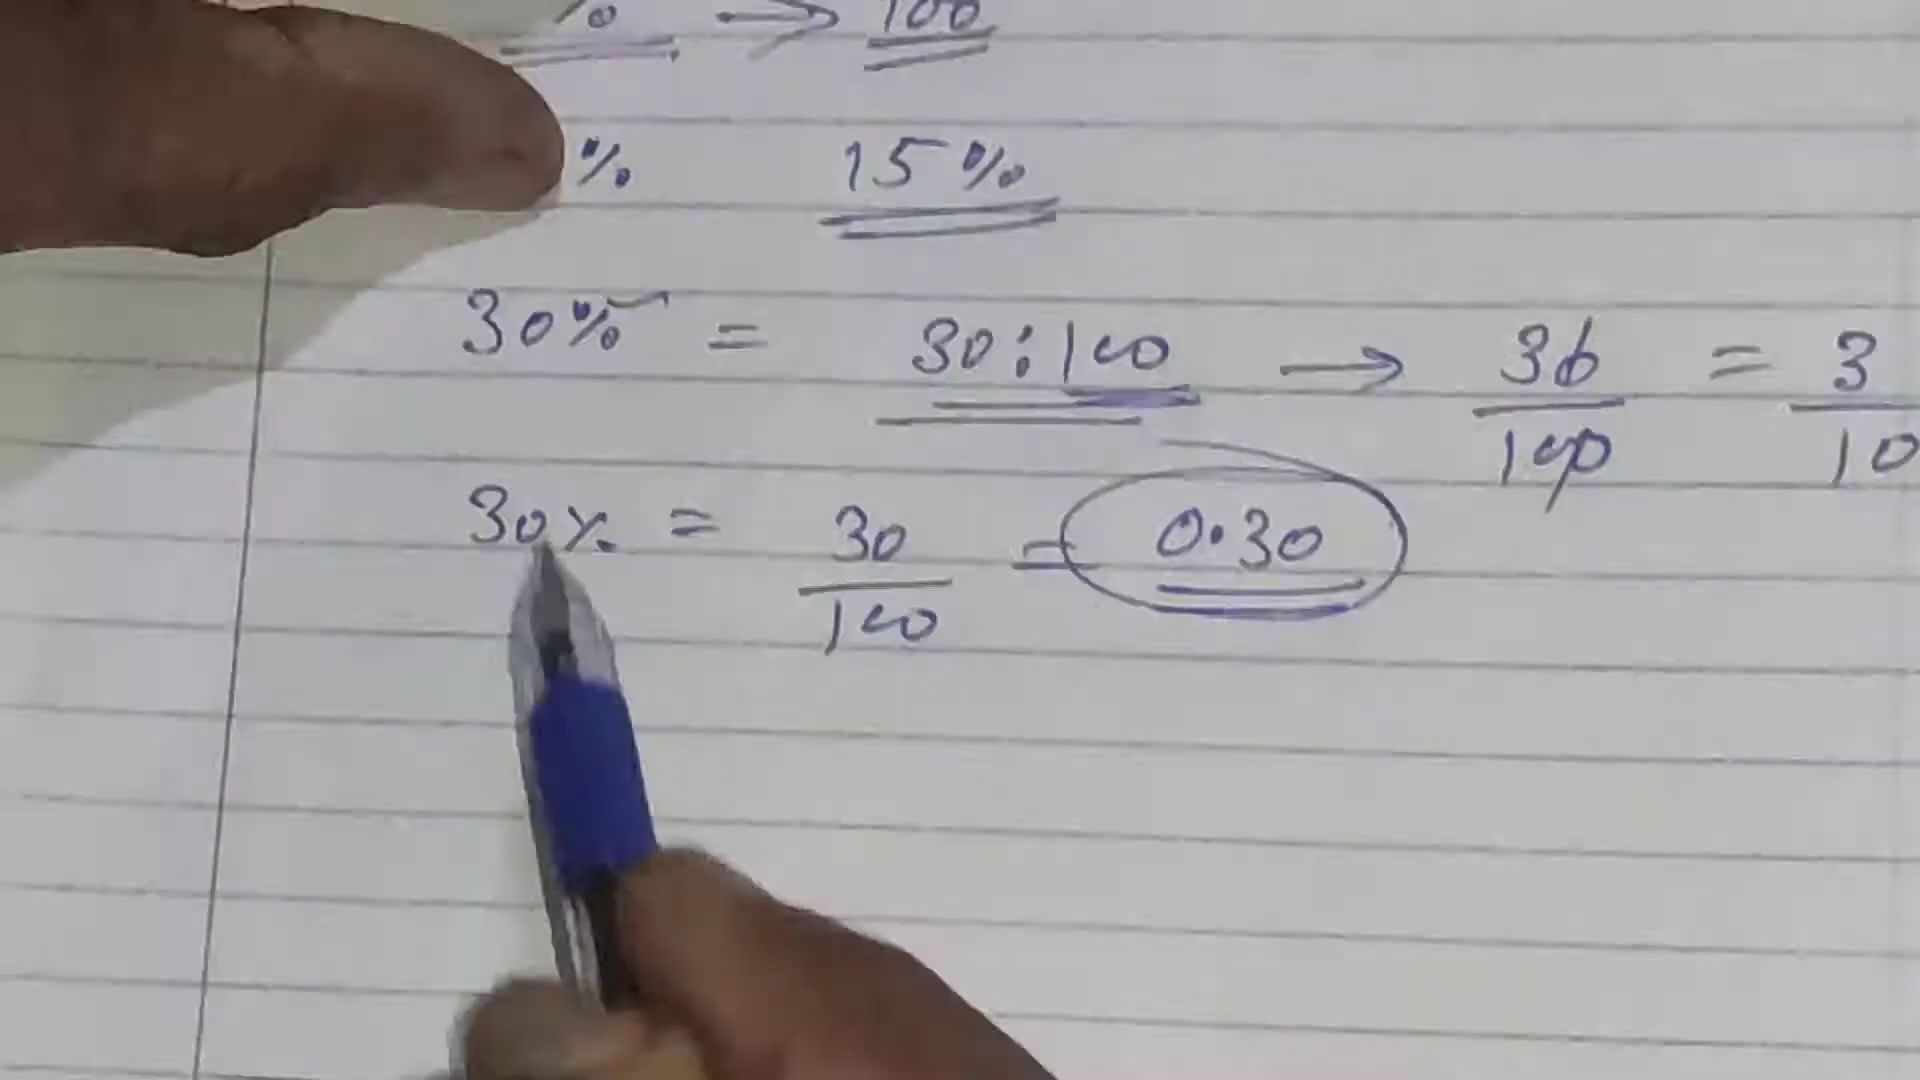 % → 100
% 15%
30% = 30:100 → 30/100 = 3/10
30% = 30/100 = 0.30